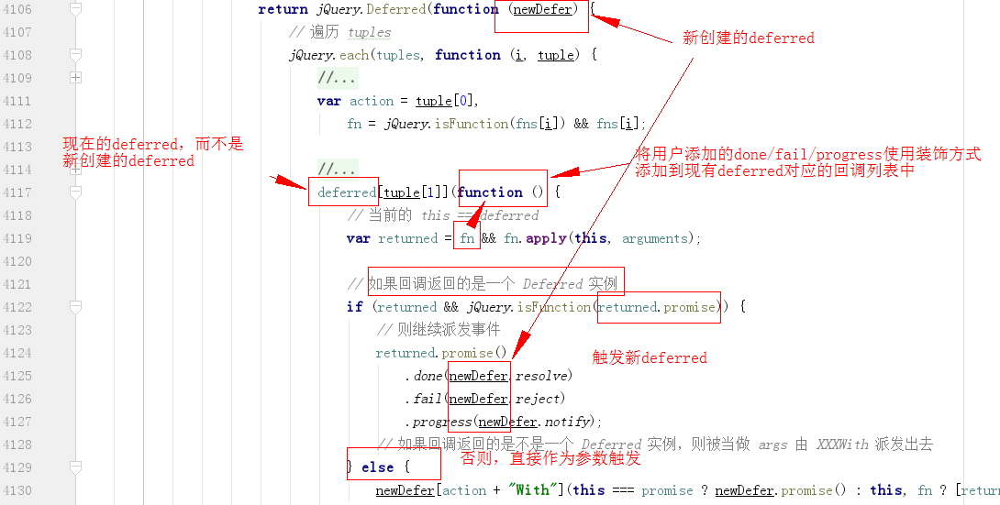 4106 return jQuery.Deferred(function (newDefer) {
4107 // 遍历 tuples
新创建的deferred
4108 jQuery.each(tuples, function (i, tuple) {
4109 //...
4111 var action = tuple[0],
4112 fn = jQuery.isFunction(fns[i]) && fns[i];
4113
现在的deferred，而不是
新创建的deferred
将用户添加的done/fail/progress使用装饰方式
添加到现有deferred对应的回调列表中
4114 //...
4117 deferred[tuple[1]](function () {
4118 // 当前的 this == deferred
4119 var returned = fn && fn.apply(this, arguments);
4120
4121 // 如果回调返回的是一个 Deferred 实例
4122 if (returned && jQuery.isFunction(returned.promise)) {
4123 // 则继续派发事件
4124 returned.promise()
触发新deferred
4125 .done(newDefer.resolve)
4126 .fail(newDefer.reject)
4127 .progress(newDefer.notify);
4128 // 如果回调返回的是不是一个 Deferred 实例，则被当做 args 由 XXXWith 派发出去
4129 } else {
否则，直接作为参数触发
4130 newDefer[action + "With"](this === promise ? newDefer.promise() : this, fn ? [ret